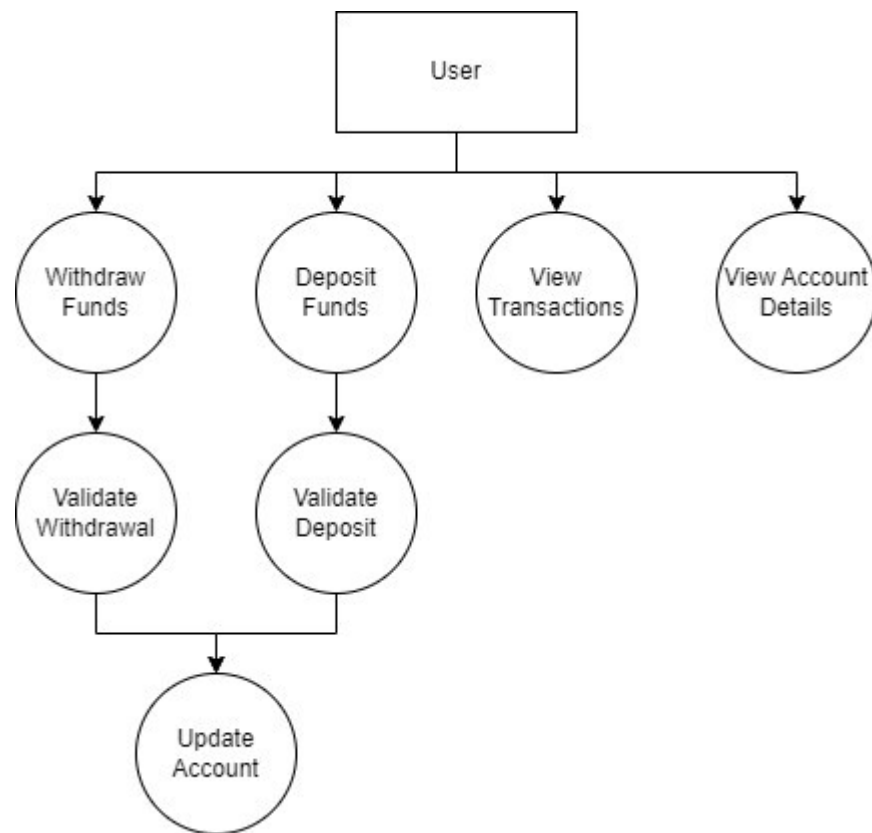 User
Withdraw
Funds
Deposit
Funds
View
Transactions
View Account
Details
Validate
Withdrawal
Validate
Deposit
Update
Account